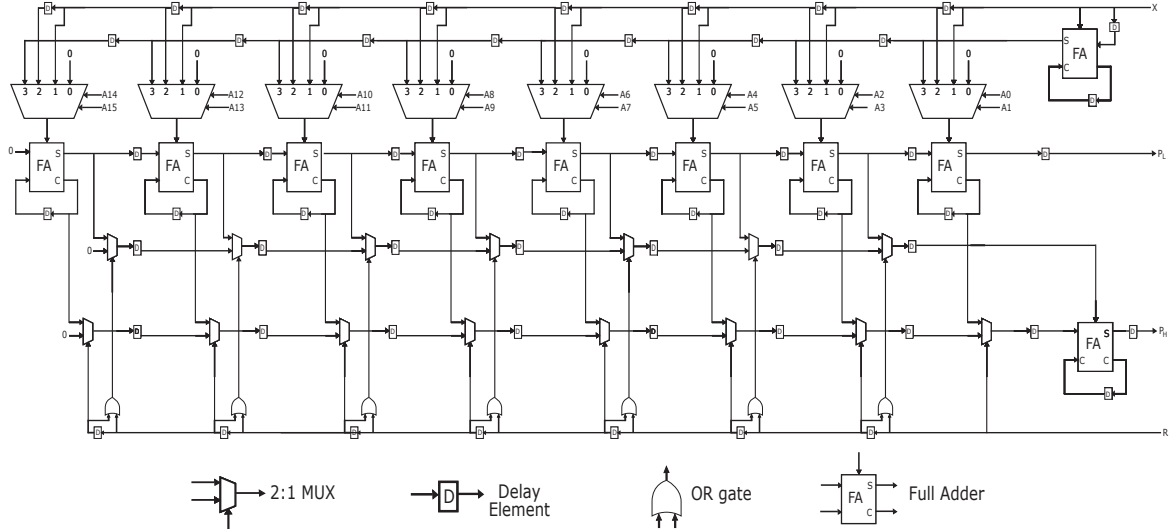 D D D D D D D X
D D D D D D D D
S
FA
C
0 0 0 0 0 0 0 0
D
3 2 1 0 A14 3 2 1 0 A12 3 2 1 0 A10 3 2 1 0 A8 3 2 1 0 A6 3 2 1 0 A4 3 2 1 0 A2 3 2 1 0 A0
A15 A13 A11 A9 A7 A5 A3 A1
0 S D S D S D S D S D S D S D S D PL
FA FA FA FA FA FA FA FA
C C C C C C C C
D D D D D D D D
0 D D D D D D D
0 D D D D D D D D S D PH
FA
C C
D
D D D D D D D R
2:1 MUX
D
Delay
Element
OR gate
S
FA
C
Full Adder